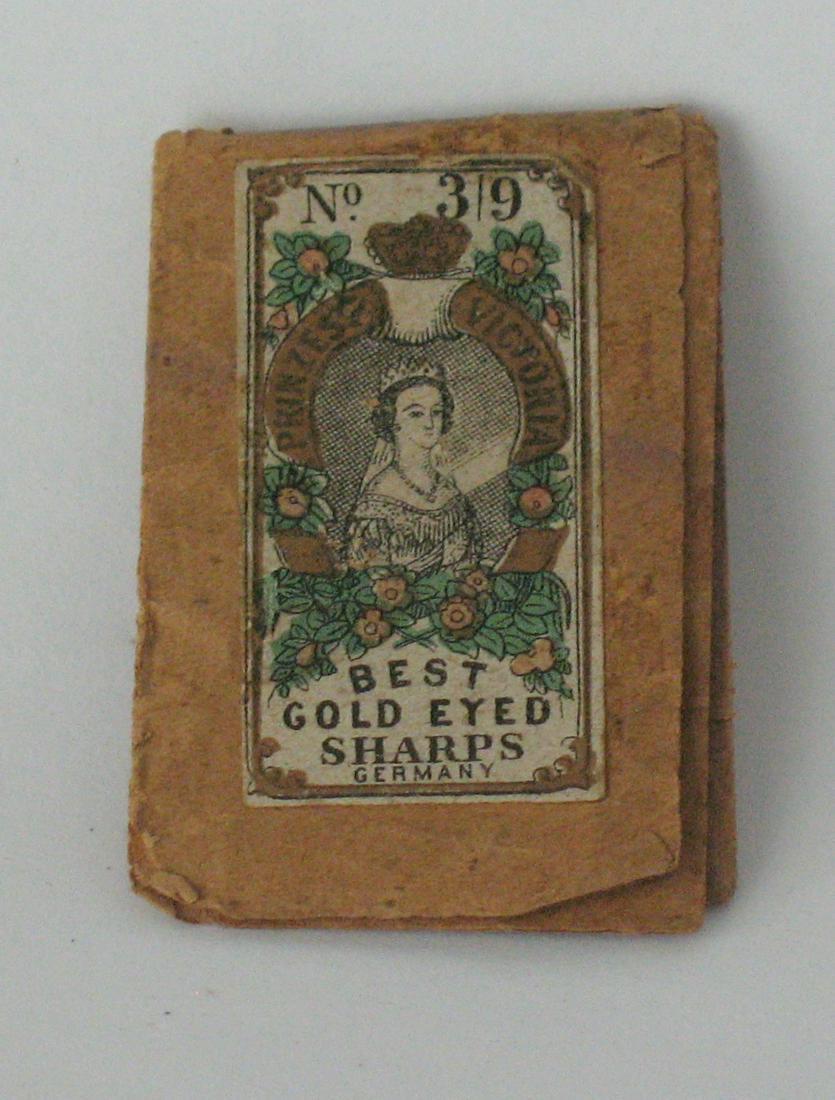 No. 3/9
PRINZESS VICTORIA
BEST
GOLD EYED
SHARPS
GERMANY